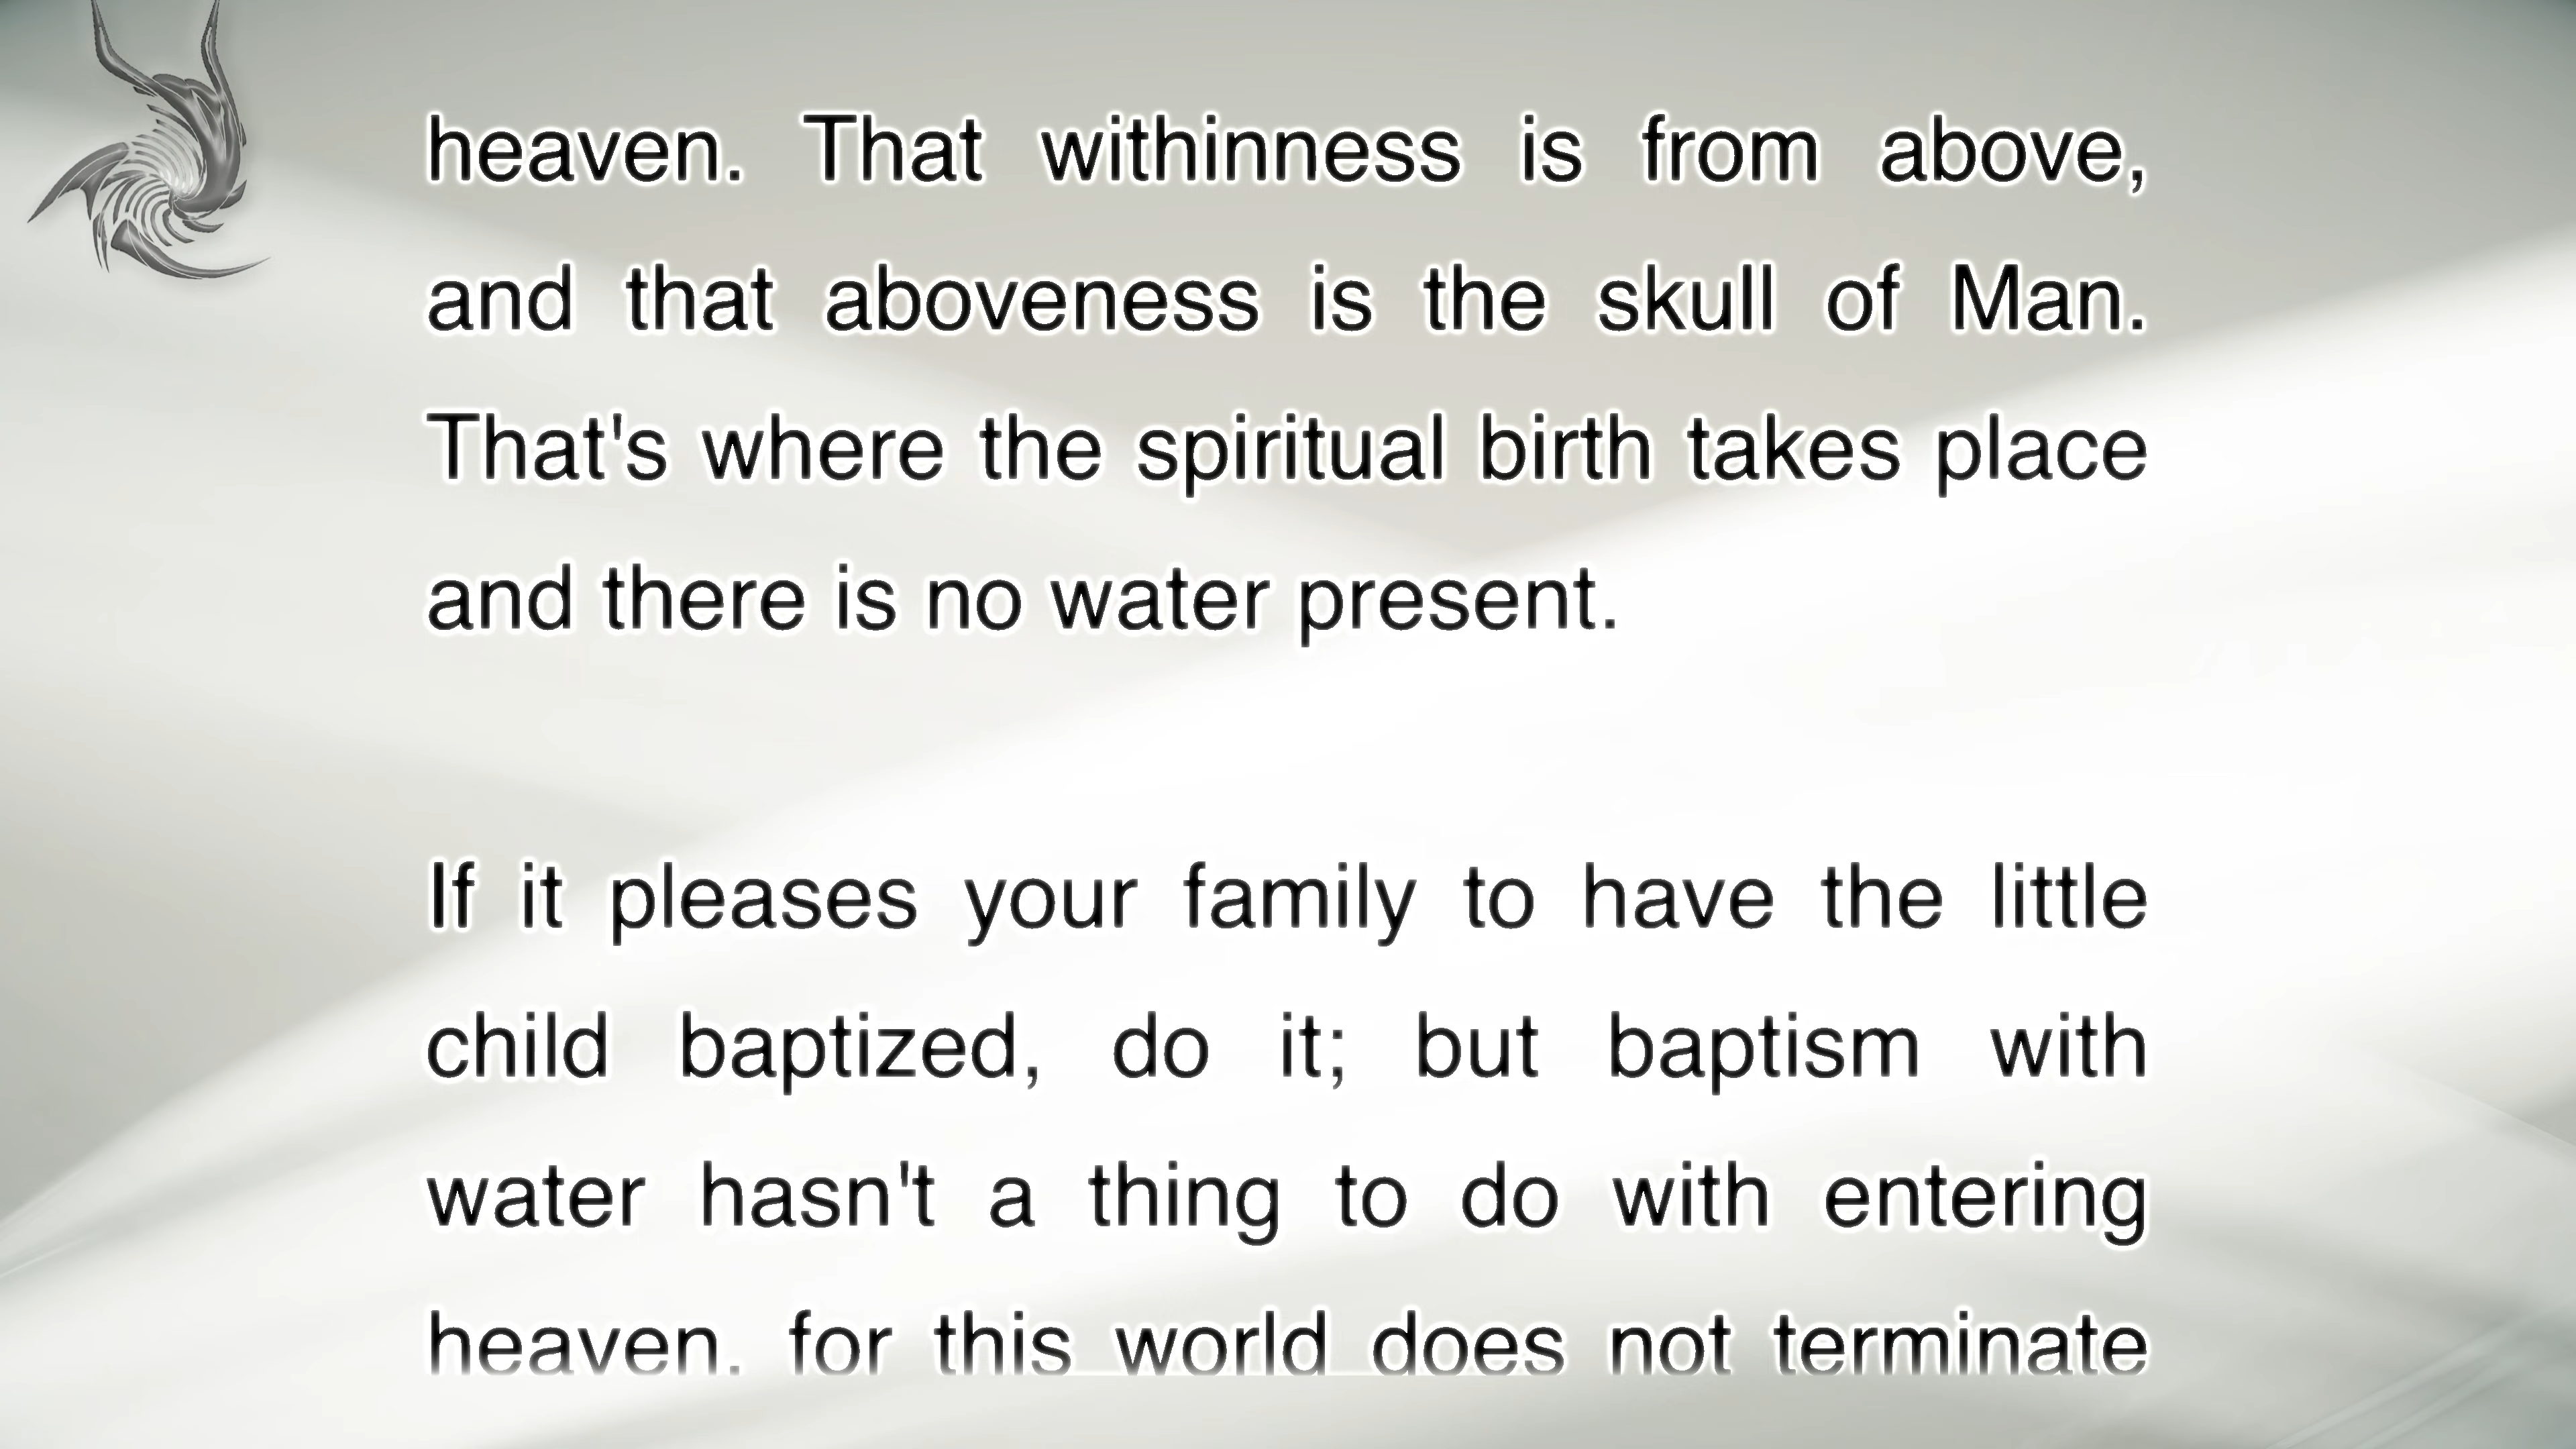 heaven. That withinness is from above,
and that aboveness is the skull of Man.
That's where the spiritual birth takes place
and there is no water present.
If it pleases your family to have the little
child baptized, do it; but baptism with
water hasn't a thing to do with entering
heaven, for this world does not terminate